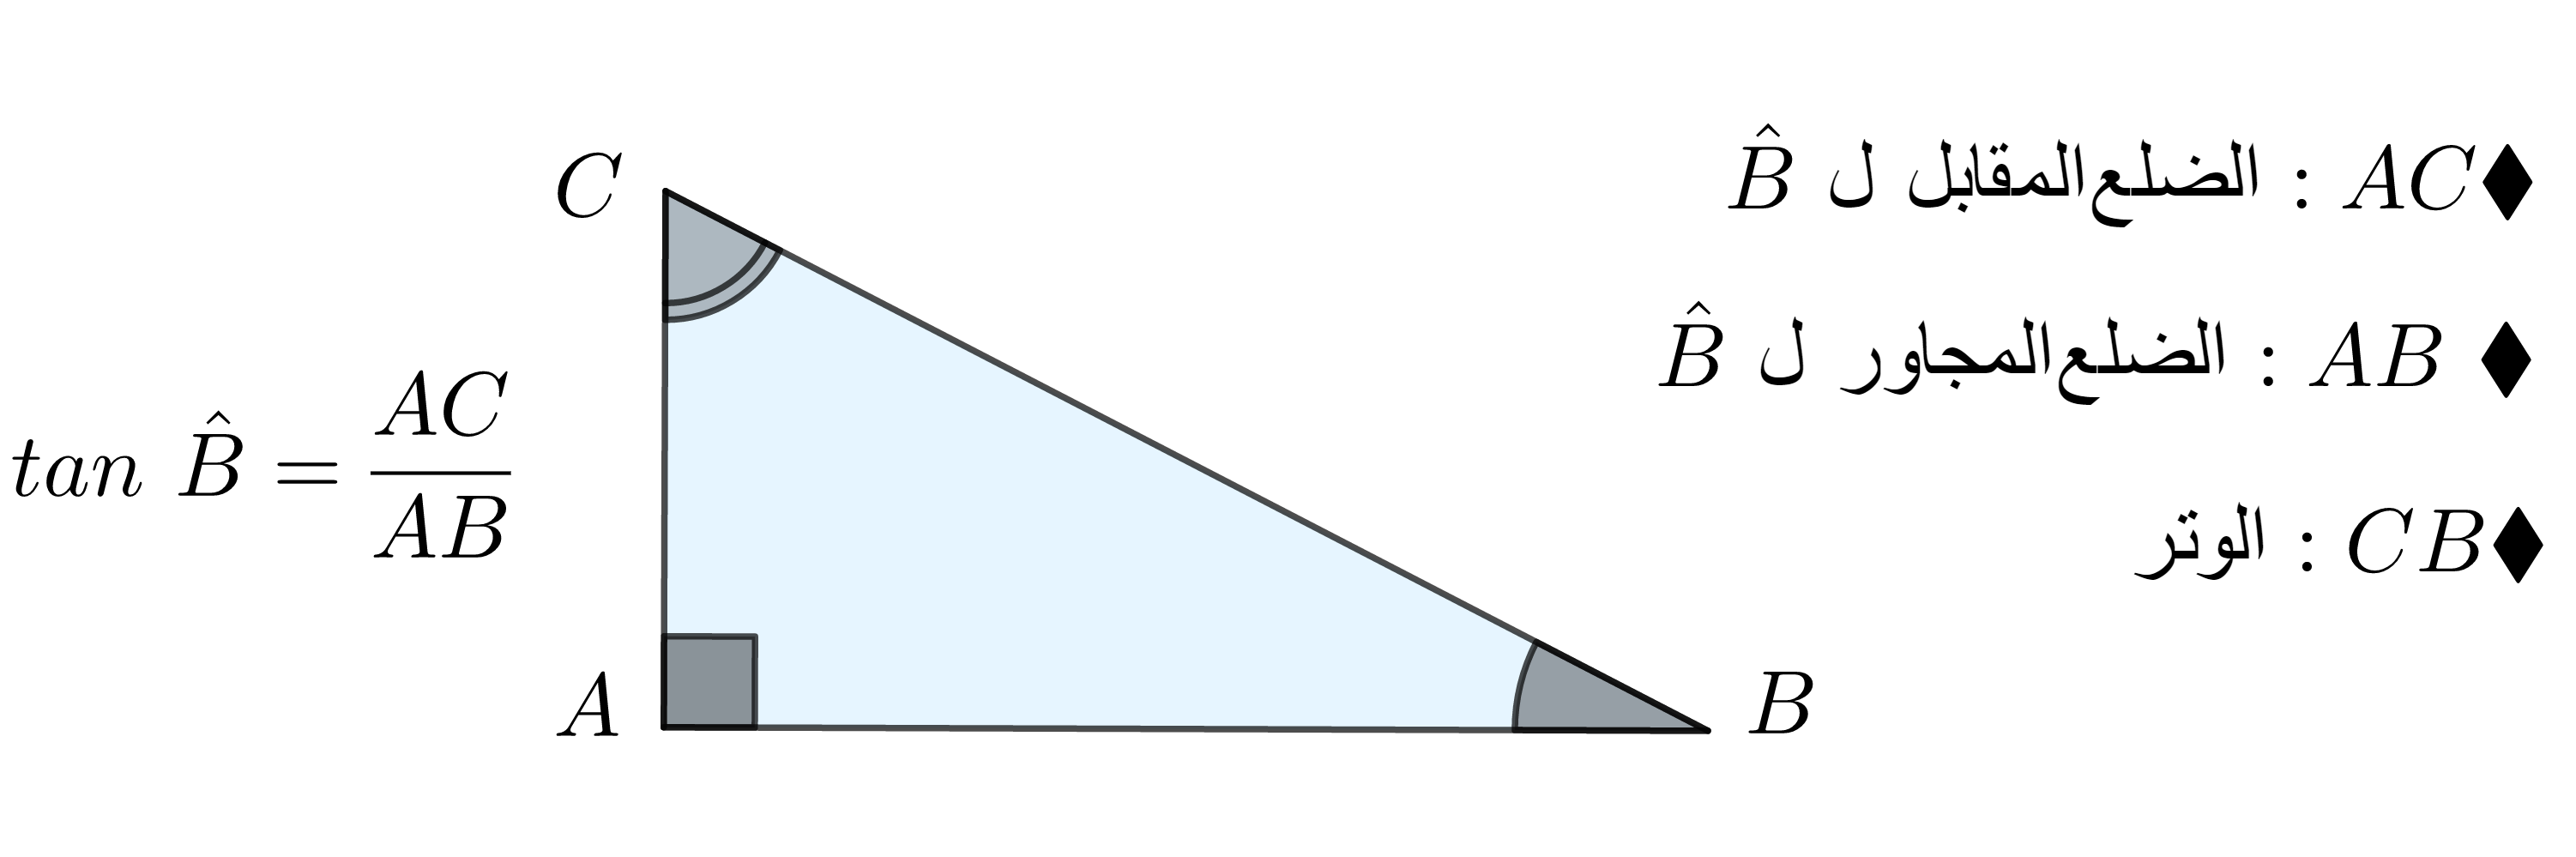 ♦AC : الضلع المقابل ل B̂
♦ AB : الضلع المجاور ل B̂
♦CB : الوتر
C
tan B̂ = AC/AB
A
B